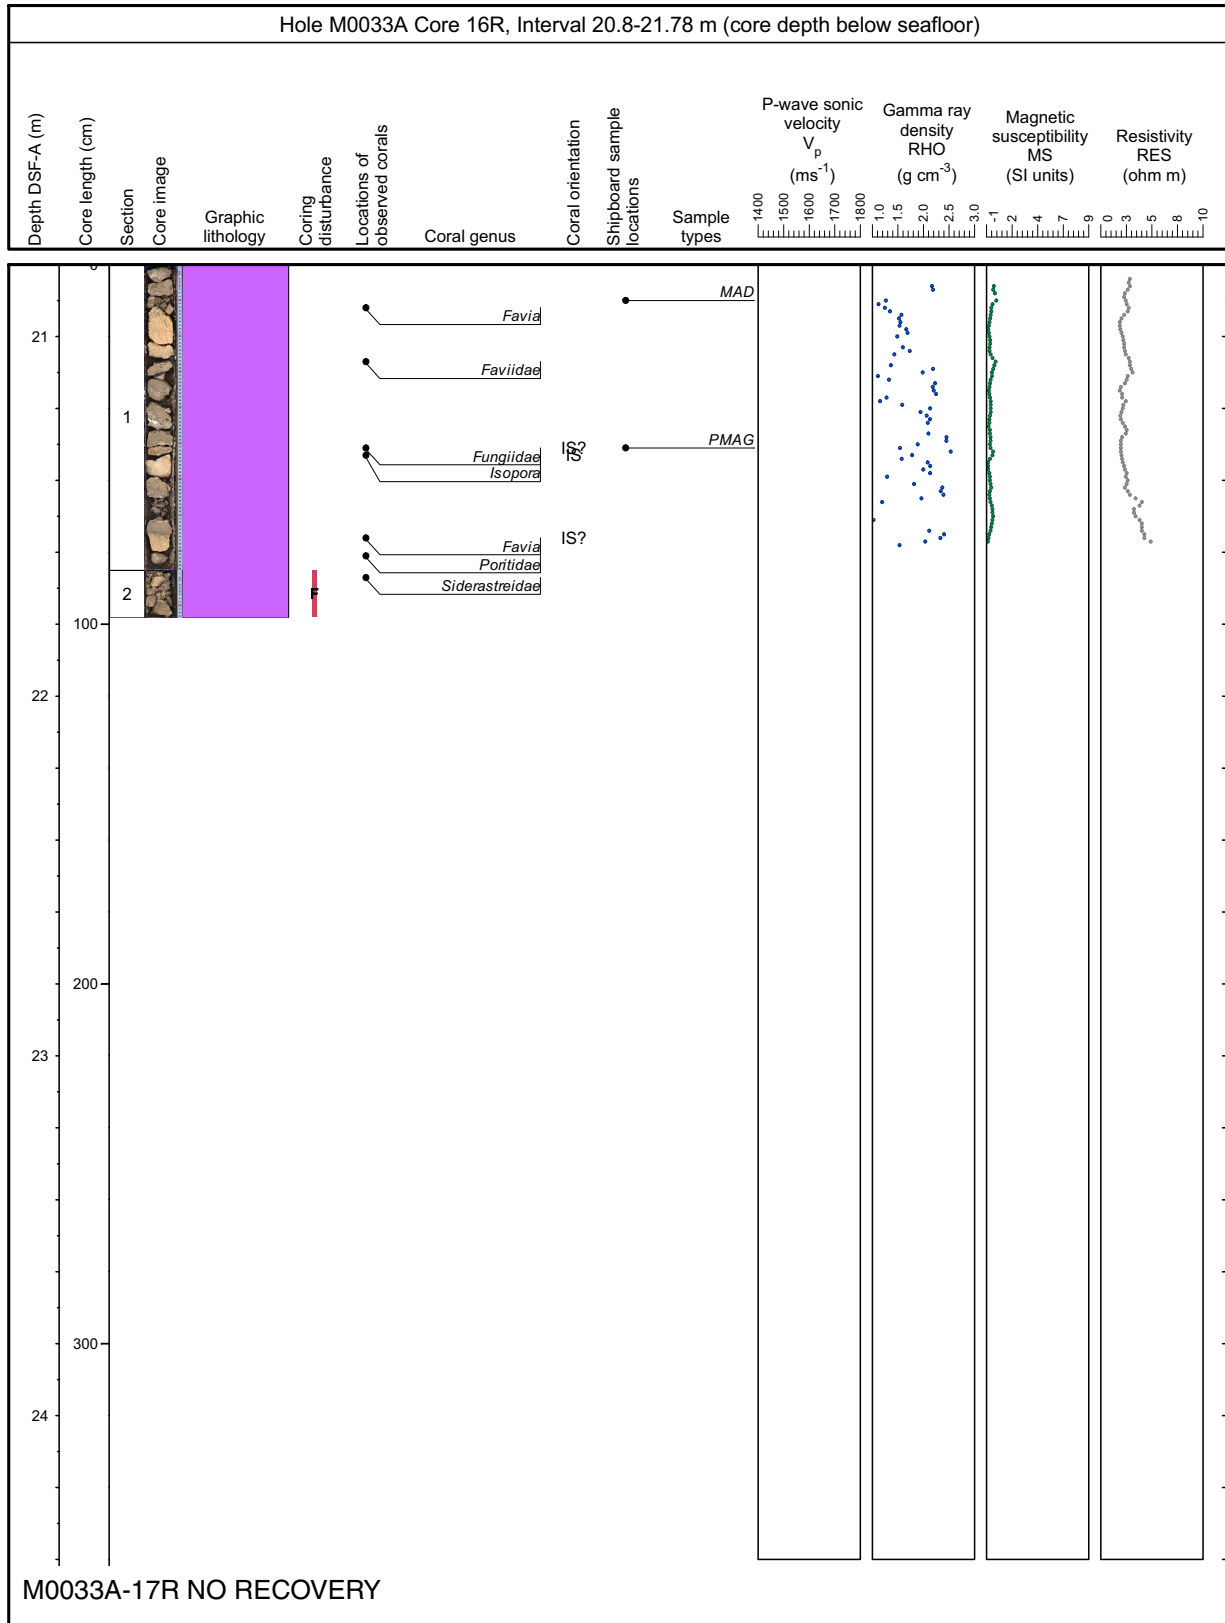 Hole M0033A Core 16R, Interval 20.8-21.78 m (core depth below seafloor)
Depth DSF-A (m)
Core length (cm)
Section
Core image
Graphic
lithology
Coring
disturbance
Locations of
observed corals
Coral genus
Coral orientation
Shipboard sample
locations
Sample
types
P-wave sonic
velocity
Vp
(ms-1)
1400 1500 1600 1700 1800
Gamma ray
density
RHO
(g cm-3)
1.0 1.5 2.0 2.5 3.0
Magnetic
susceptibility
MS
(SI units)
-1 2 4 7 9
Resistivity
RES
(ohm m)
0 3 5 8 10
0
MAD
Favia
21
Faviidae
1
PMAG
Fungiidae IS?
Isopora IS
Favia IS?
Poritidae
Siderastreidae
2
F
100
22
200
23
300
24
M0033A-17R NO RECOVERY